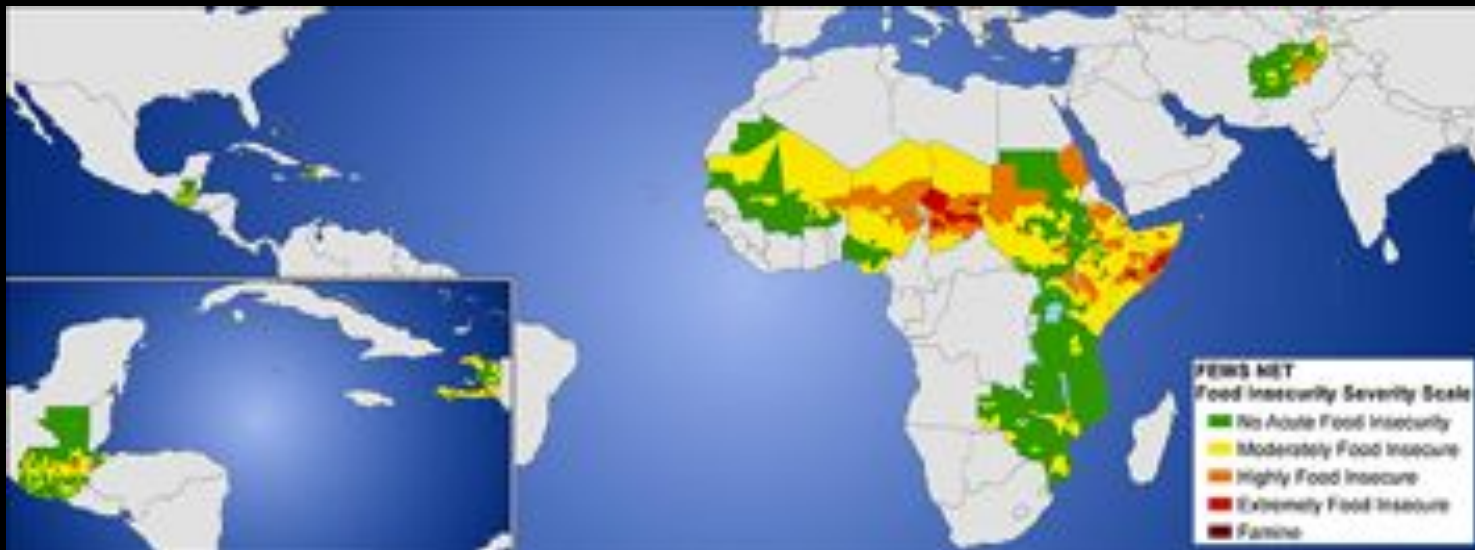 FEWS NET
Food Insecurity Severity Scale
No Acute Food Insecurity
Moderately Food Insecure
Highly Food Insecure
Extremely Food Insecure
Famine